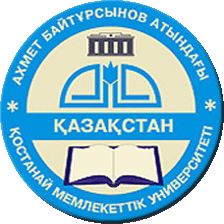 АХМЕТ БАЙТҰРСЫНОВ АТЫНДАҒЫ
ҚАЗАҚСТАН
ҚОСТАНАЙ МЕМЛЕКЕТТІК УНИВЕРСИТЕТІ